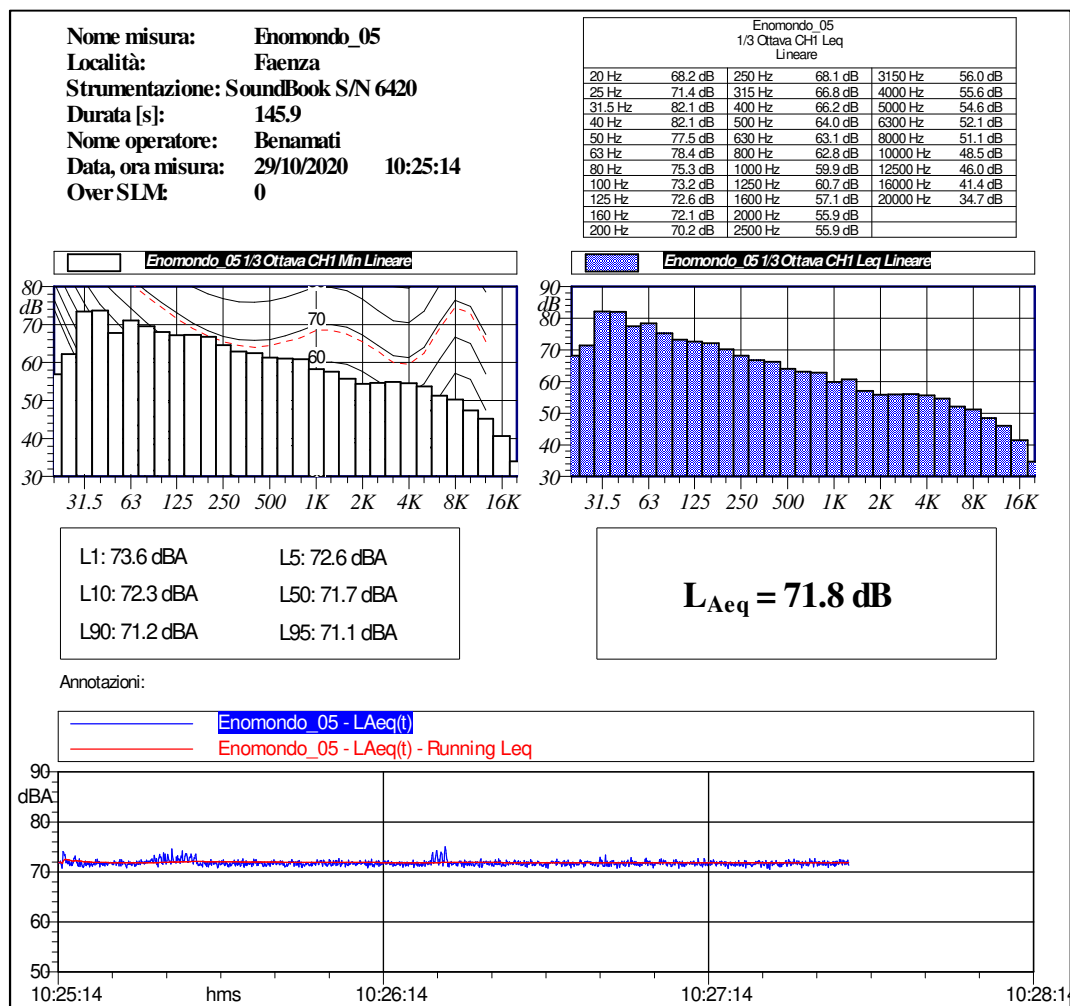 Nome misura: Enomondo_05
Località: Faenza
Strumentazione: SoundBook S/N 6420
Durata [s]: 145.9
Nome operatore: Benamati
Data, ora misura: 29/10/2020 10:25:14
Over SLM: 0
Enomondo_05
1/3 Ottava CH1 Leq
Lineare
20 Hz 68.2 dB 250 Hz 68.1 dB 3150 Hz 56.0 dB
25 Hz 71.4 dB 315 Hz 66.8 dB 4000 Hz 55.6 dB
31.5 Hz 82.1 dB 400 Hz 66.2 dB 5000 Hz 54.6 dB
40 Hz 82.1 dB 500 Hz 64.0 dB 6300 Hz 52.1 dB
50 Hz 77.5 dB 630 Hz 63.1 dB 8000 Hz 51.1 dB
63 Hz 78.4 dB 800 Hz 62.8 dB 10000 Hz 48.5 dB
80 Hz 75.3 dB 1000 Hz 59.9 dB 12500 Hz 46.0 dB
100 Hz 73.2 dB 1250 Hz 60.7 dB 16000 Hz 41.4 dB
125 Hz 72.6 dB 1600 Hz 57.1 dB 20000 Hz 34.7 dB
160 Hz 72.1 dB 2000 Hz 55.9 dB
200 Hz 70.2 dB 2500 Hz 55.9 dB
Enomondo_05 1/3 Ottava CH1 Min Lineare
80
dB
70
60
50
40
30
70
60
31.5 63 125 250 500 1K 2K 4K 8K 16K
Enomondo_05 1/3 Ottava CH1 Leq Lineare
90
dB
80
70
60
50
40
30
31.5 63 125 250 500 1K 2K 4K 8K 16K
L1: 73.6 dBA L5: 72.6 dBA
L10: 72.3 dBA L50: 71.7 dBA
L90: 71.2 dBA L95: 71.1 dBA
LAeq = 71.8 dB
Annotazioni:
Enomondo_05 - LAeq(t)
Enomondo_05 - LAeq(t) - Running Leq
90
dBA
80
70
60
50
10:25:14 hms 10:26:14 10:27:14 10:28:14